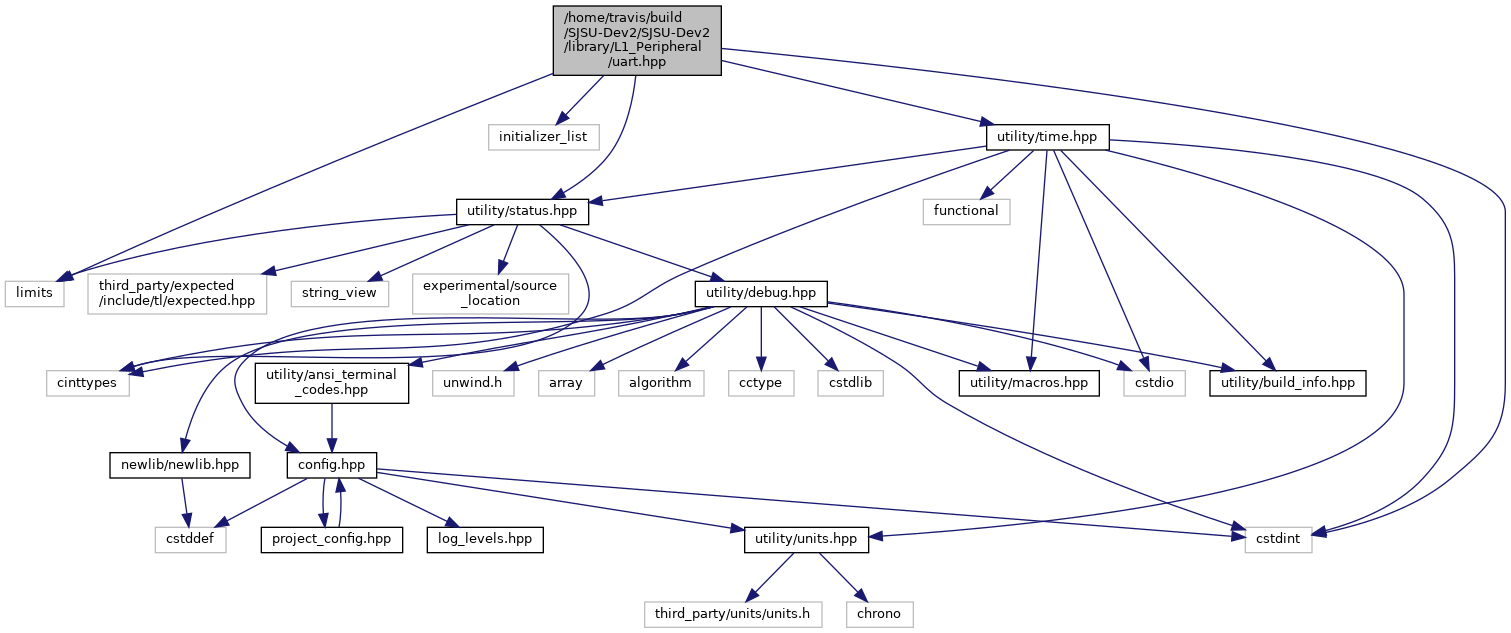 /home/travis/build
/SJSU-Dev2/SJSU-Dev2
/library/L1_Peripheral
/uart.hpp
initializer_list
utility/time.hpp
utility/status.hpp
functional
limits
third_party/expected
/include/tl/expected.hpp
string_view
experimental/source
_location
utility/debug.hpp
cinttypes
utility/ansi_terminal
_codes.hpp
unwind.h
array
algorithm
cctype
cstdlib
utility/macros.hpp
cstdio
utility/build_info.hpp
newlib/newlib.hpp
config.hpp
cstddef
project_config.hpp
log_levels.hpp
utility/units.hpp
cstdint
third_party/units/units.h
chrono